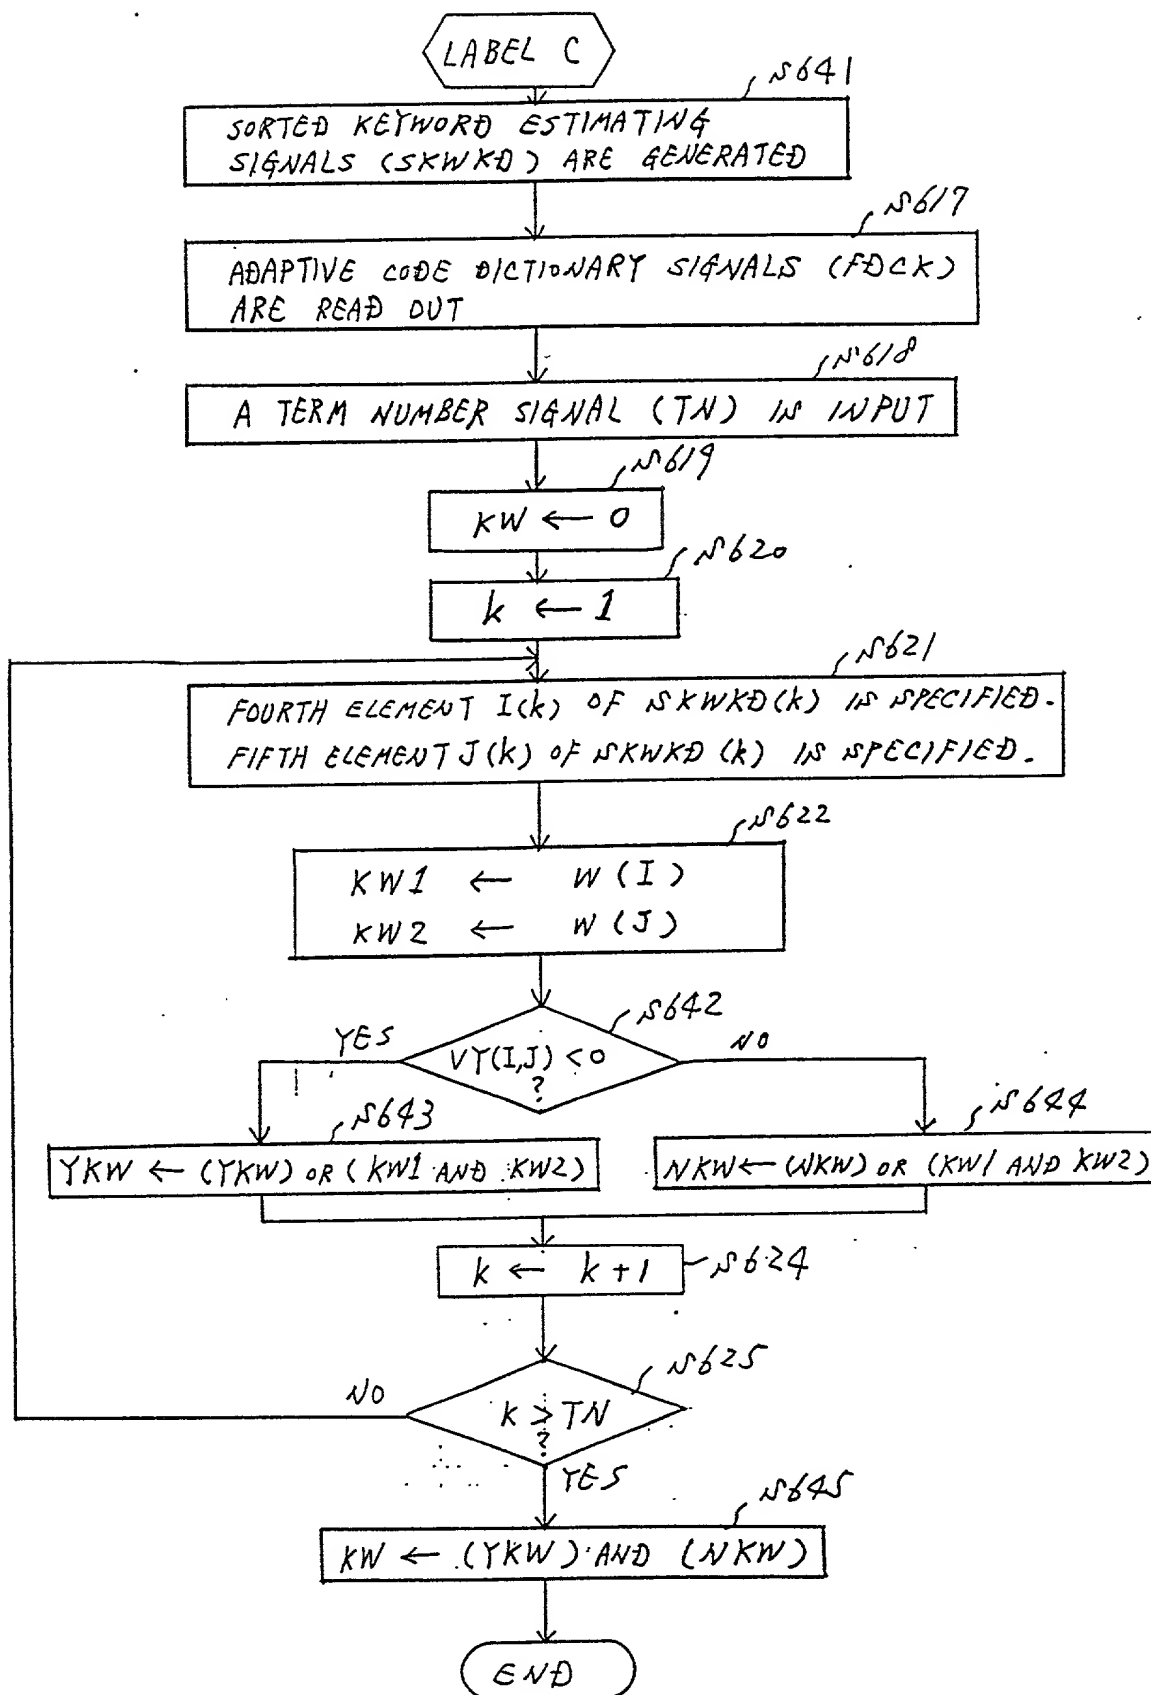 LABEL C
S641
SORTED KEYWORD ESTIMATING
SIGNALS (SKWKD) ARE GENERATED
S617
ADAPTIVE CODE DICTIONARY SIGNALS (FDCK)
ARE READ OUT
S618
A TERM NUMBER SIGNAL (TN) IS INPUT
S619
KW ← 0
S620
k ← 1
S621
FOURTH ELEMENT I(k) OF SKWKD(k) IS SPECIFIED.
FIFTH ELEMENT J(k) OF SKWKD (k) IS SPECIFIED.
S622
KW1 ← W (I)
KW2 ← W (J)
S642
YES
VY(I,J) < 0
?
NO
S643
S644
YKW ← (YKW) OR (KW1 AND KW2)
NKW ← (NKW) OR (KW1 AND KW2)
k ← k + 1
S624
S625
NO
k > TN
?
YES
S645
KW ← (YKW) AND (NKW)
END